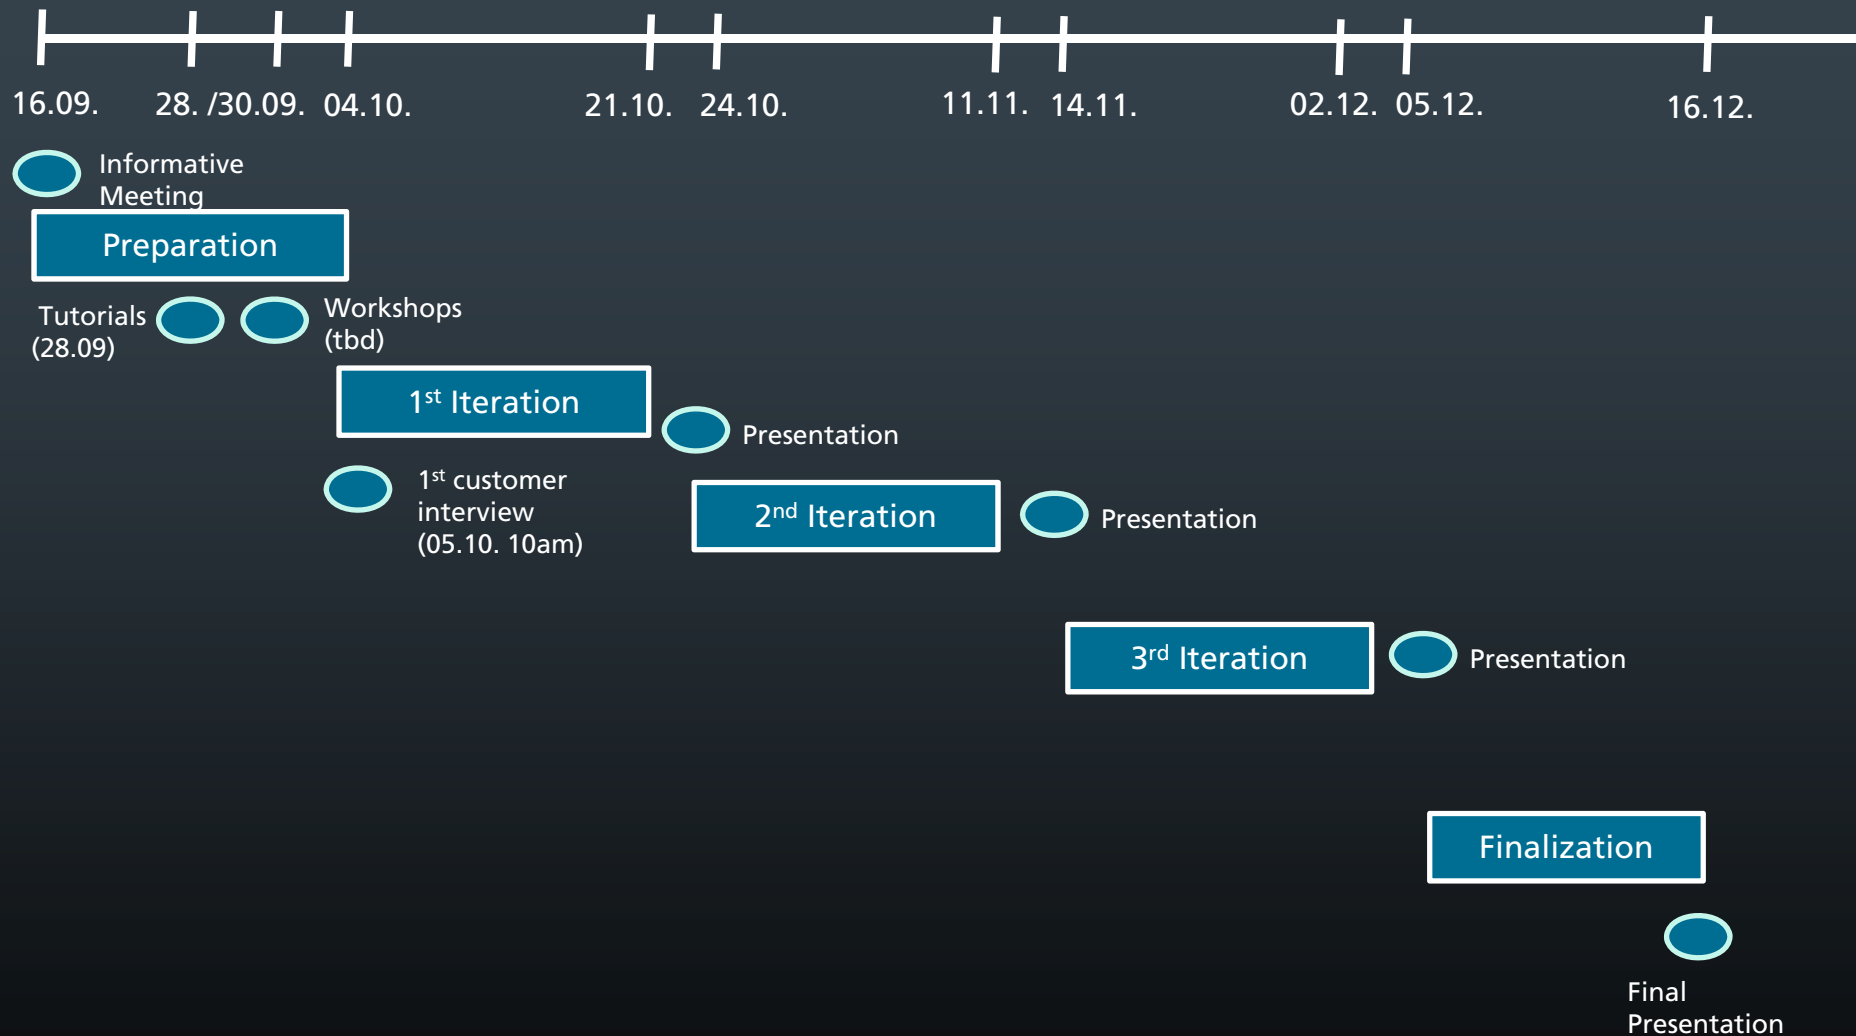 16.09. 28. /30.09. 04.10. 21.10. 24.10. 11.11. 14.11. 02.12. 05.12. 16.12.
Informative
Meeting
Preparation
Tutorials
(28.09)
Workshops
(tbd)
1st Iteration
Presentation
1st customer
interview
(05.10. 10am)
2nd Iteration
Presentation
3rd Iteration
Presentation
Finalization
Final
Presentation